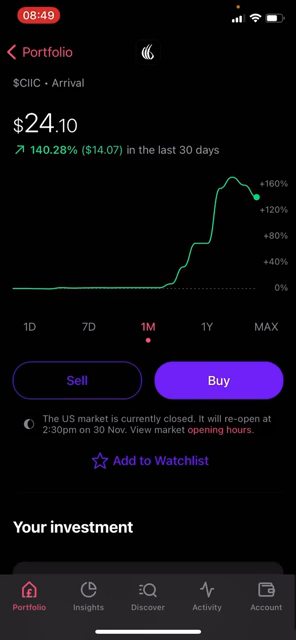 08:49
Portfolio
$CIIC • Arrival
$24.10
140.28% ($14.07) in the last 30 days
+160%
+120%
+80%
+40%
0%
1D 7D 1M 1Y MAX
Sell Buy
The US market is currently closed. It will re-open at
2:30pm on 30 Nov. View market opening hours.
Add to Watchlist
Your investment
Portfolio Insights Discover Activity Account